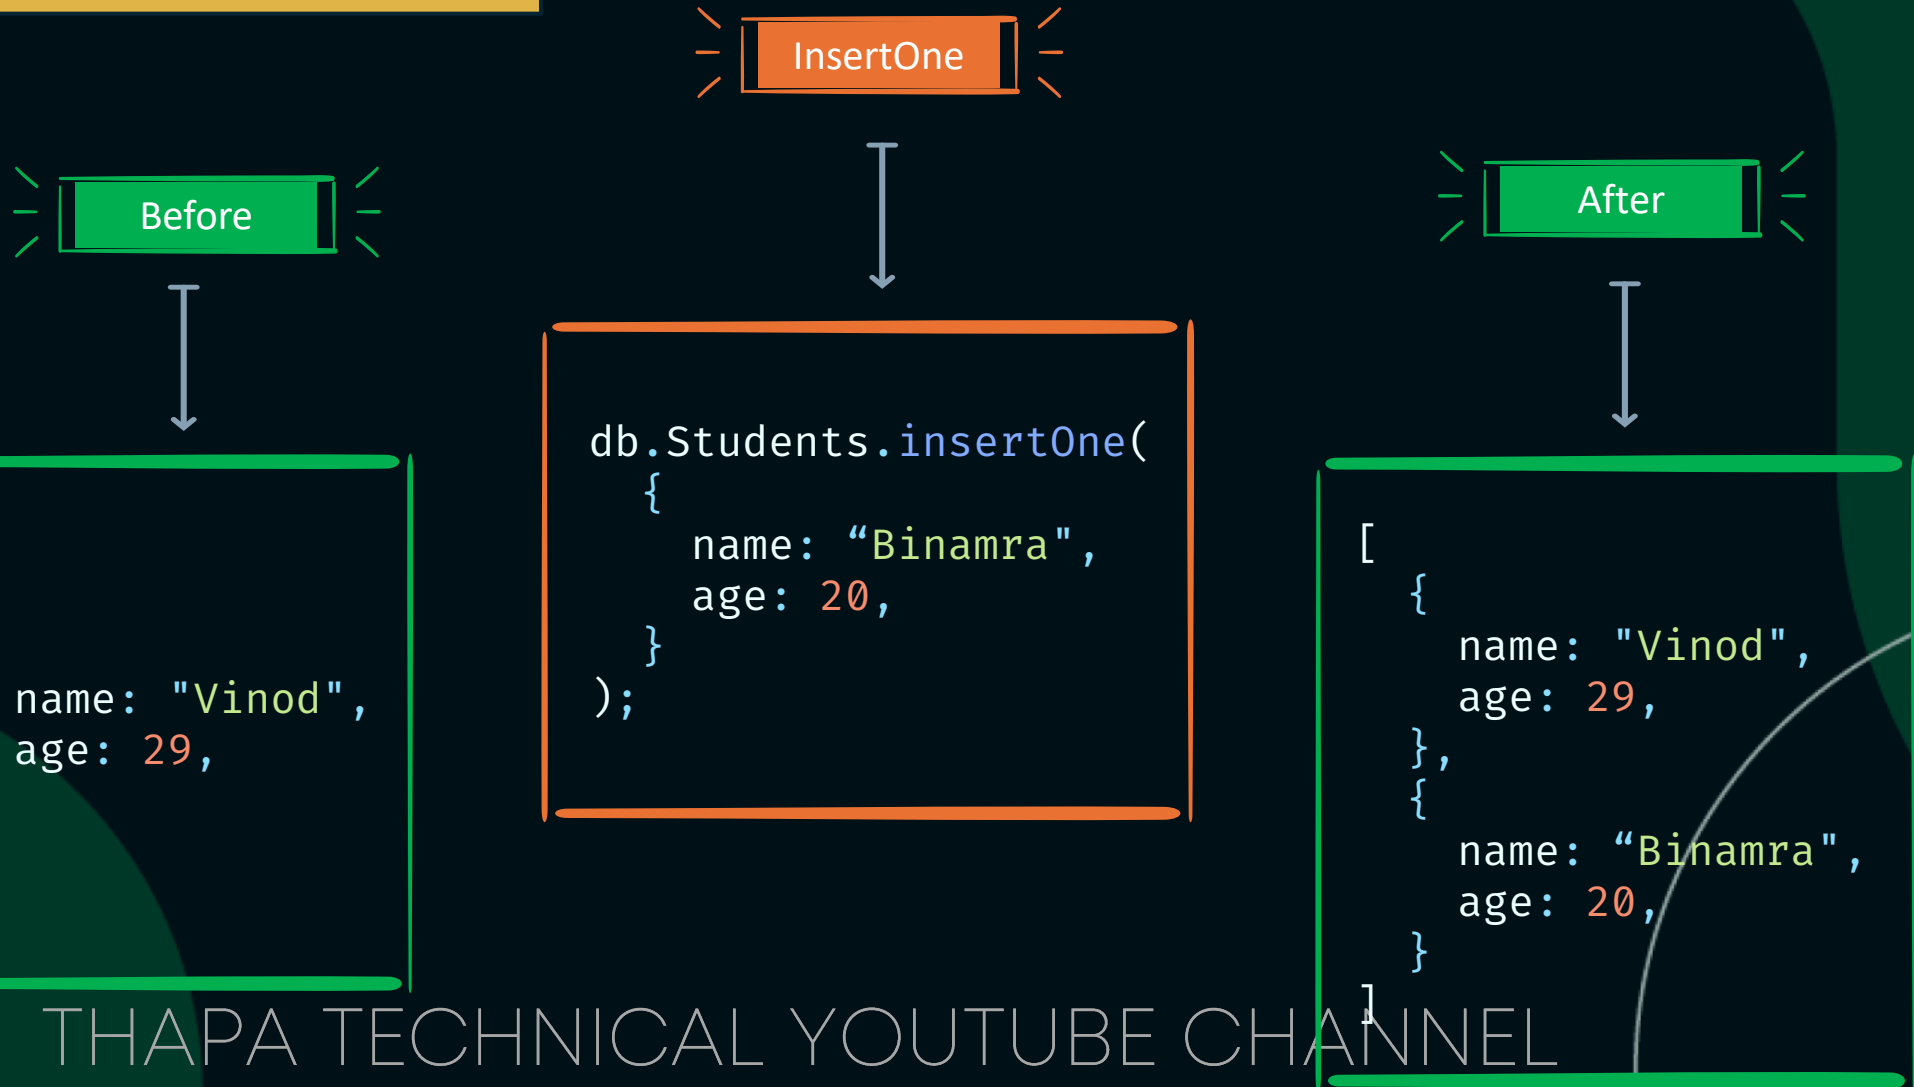 InsertOne
Before
After
name: "Vinod",
age: 29,
db.Students.insertOne(
{
name: “Binamra",
age: 20,
}
);
[
{
name: "Vinod",
age: 29,
},
{
name: “Binamra",
age: 20,
}
]
THAPA TECHNICAL YOUTUBE CHANNEL